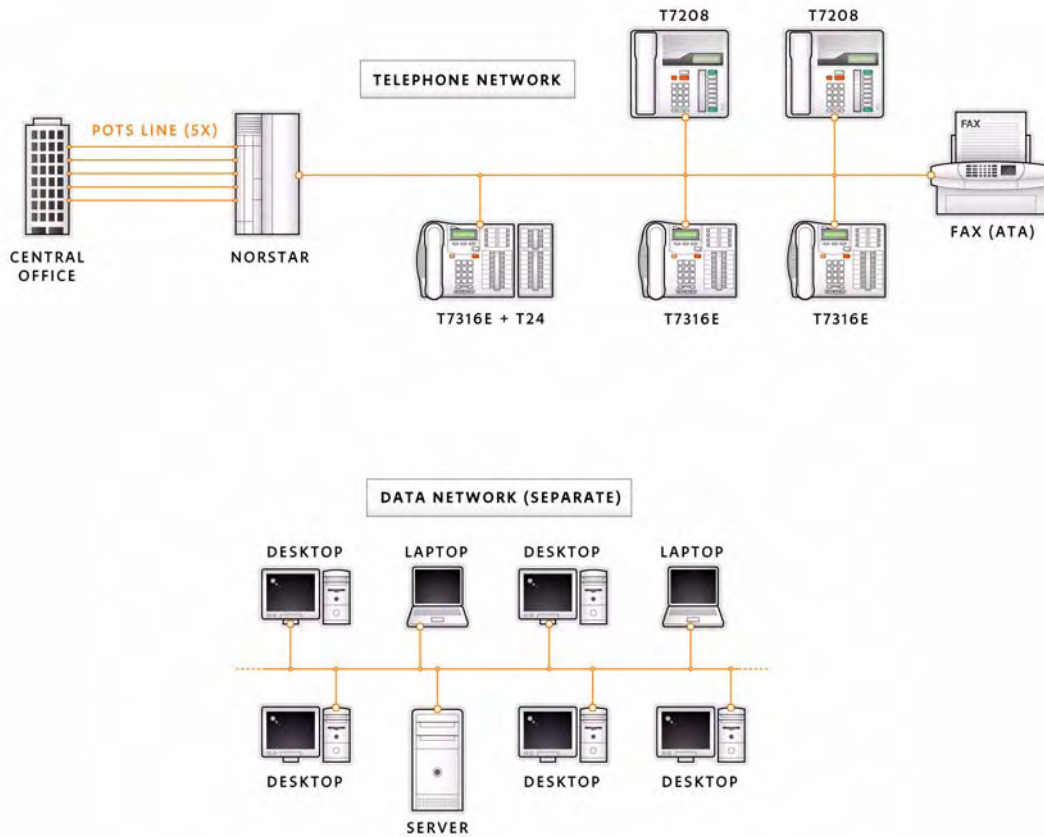 T7208
T7208
TELEPHONE NETWORK
POTS LINE (5X)
FAX
CENTRAL
OFFICE
NORSTAR
FAX (ATA)
T7316E + T24
T7316E
T7316E
DATA NETWORK (SEPARATE)
DESKTOP
LAPTOP
DESKTOP
LAPTOP
DESKTOP
DESKTOP
DESKTOP
SERVER